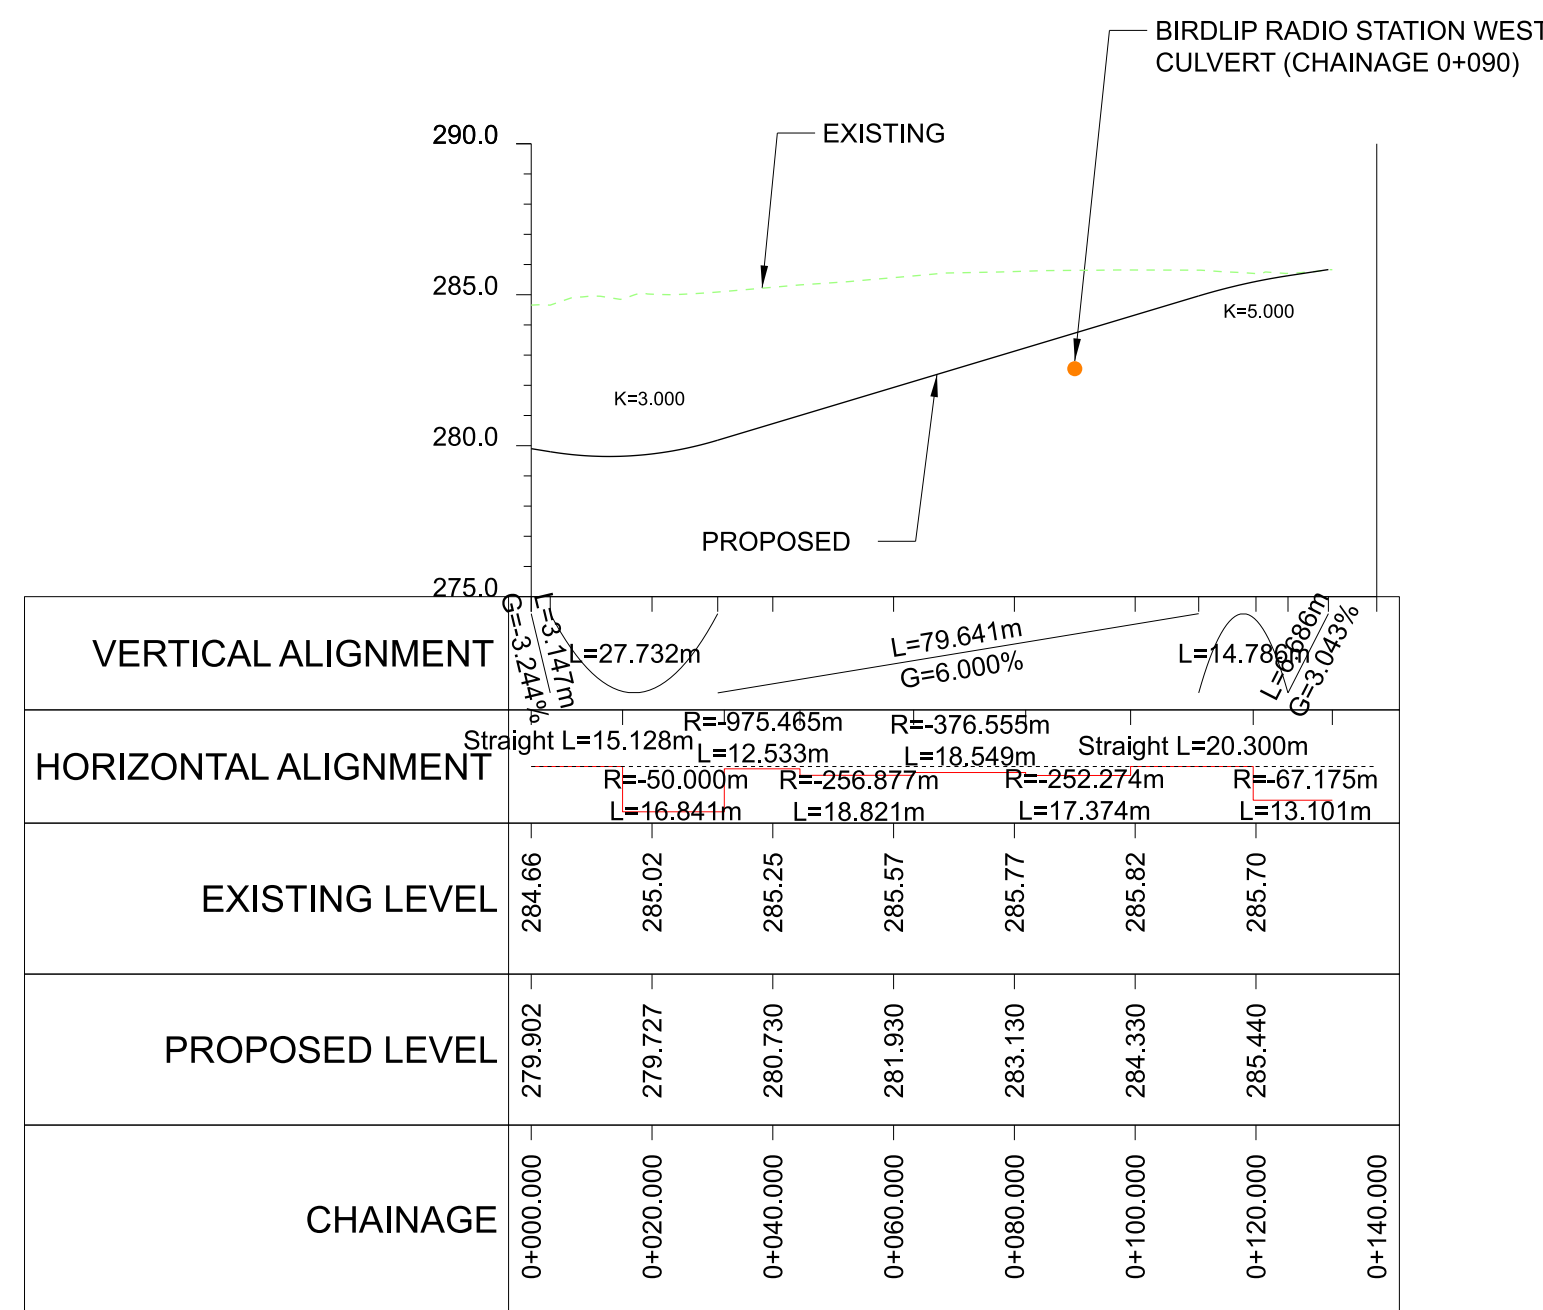 BIRDLIP RADIO STATION WEST
CULVERT (CHAINAGE 0+090)
EXISTING
290.0
285.0
280.0
275.0
K=5.000
K=3.000
PROPOSED
VERTICAL ALIGNMENT
G=-3.244%
L=3.147m
L=27.732m
L=79.641m
G=6.000%
L=14.786m
L=6.686m
G=3.043%
HORIZONTAL ALIGNMENT
Straight L=15.128m
R=-50.000m
L=16.841m
R=-975.465m
L=12.533m
R=-256.877m
L=18.821m
R=-376.555m
L=18.549m
R=-252.274m
L=17.374m
Straight L=20.300m
R=-67.175m
L=13.101m
EXISTING LEVEL
284.66
285.02
285.25
285.57
285.77
285.82
285.70
PROPOSED LEVEL
279.902
279.727
280.730
281.930
283.130
284.330
285.440
CHAINAGE
0+000.000
0+020.000
0+040.000
0+060.000
0+080.000
0+100.000
0+120.000
0+140.000